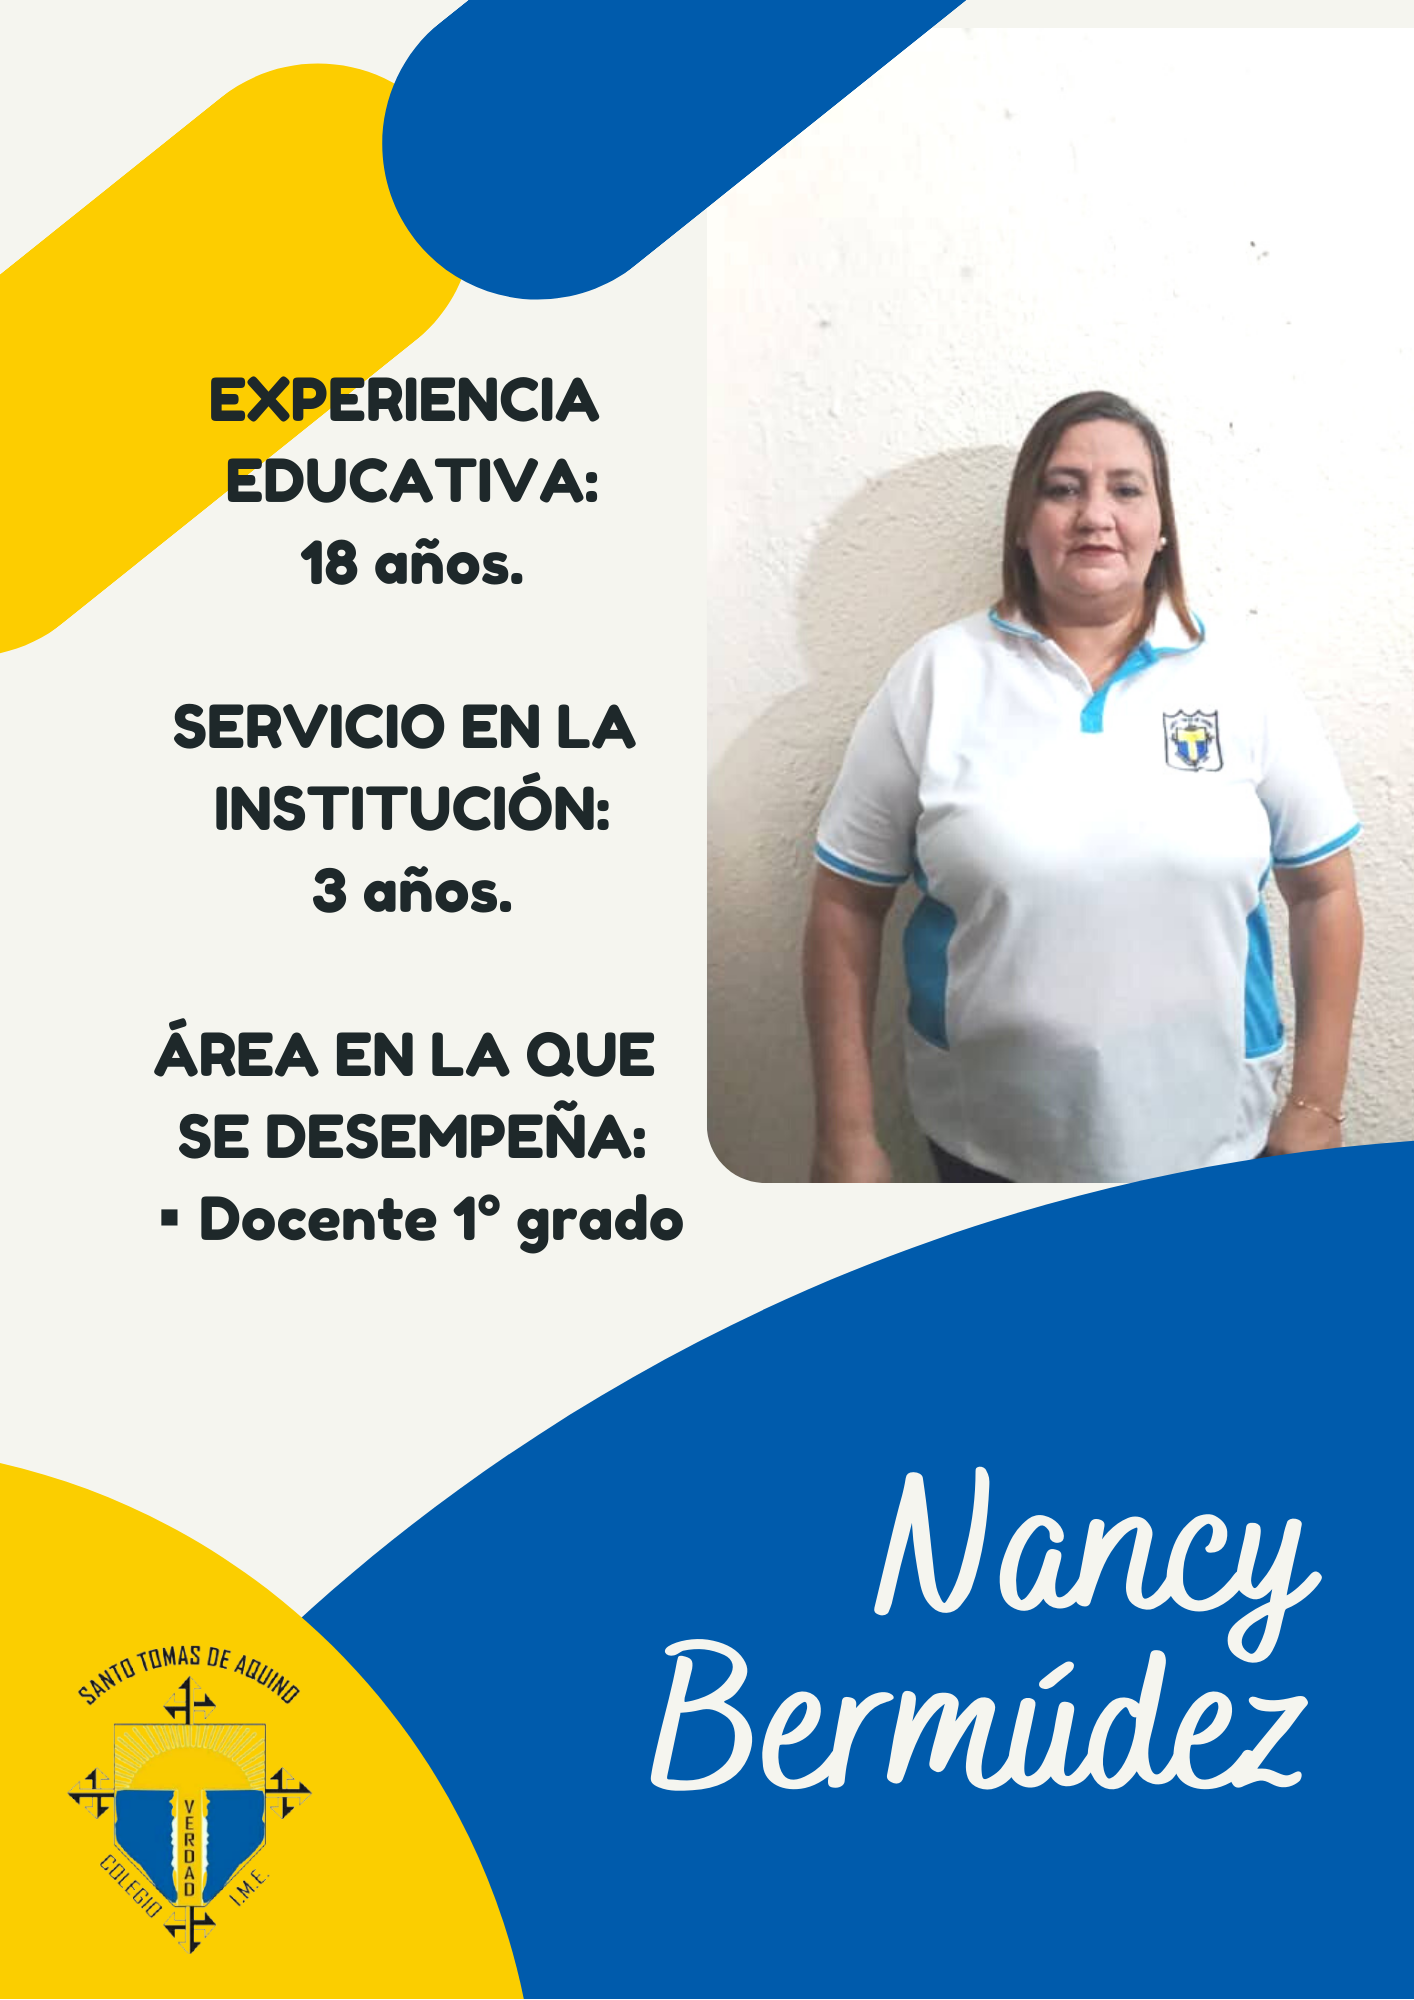 EXPERIENCIA
EDUCATIVA:
18 años.
SERVICIO EN LA
INSTITUCIÓN:
3 años.
ÁREA EN LA QUE
SE DESEMPEÑA:
▪ Docente 1° grado
Nancy
Bermúdez
SANTO TOMAS DE AQUINO
VERDAD
COLEGIO
I.M.E.